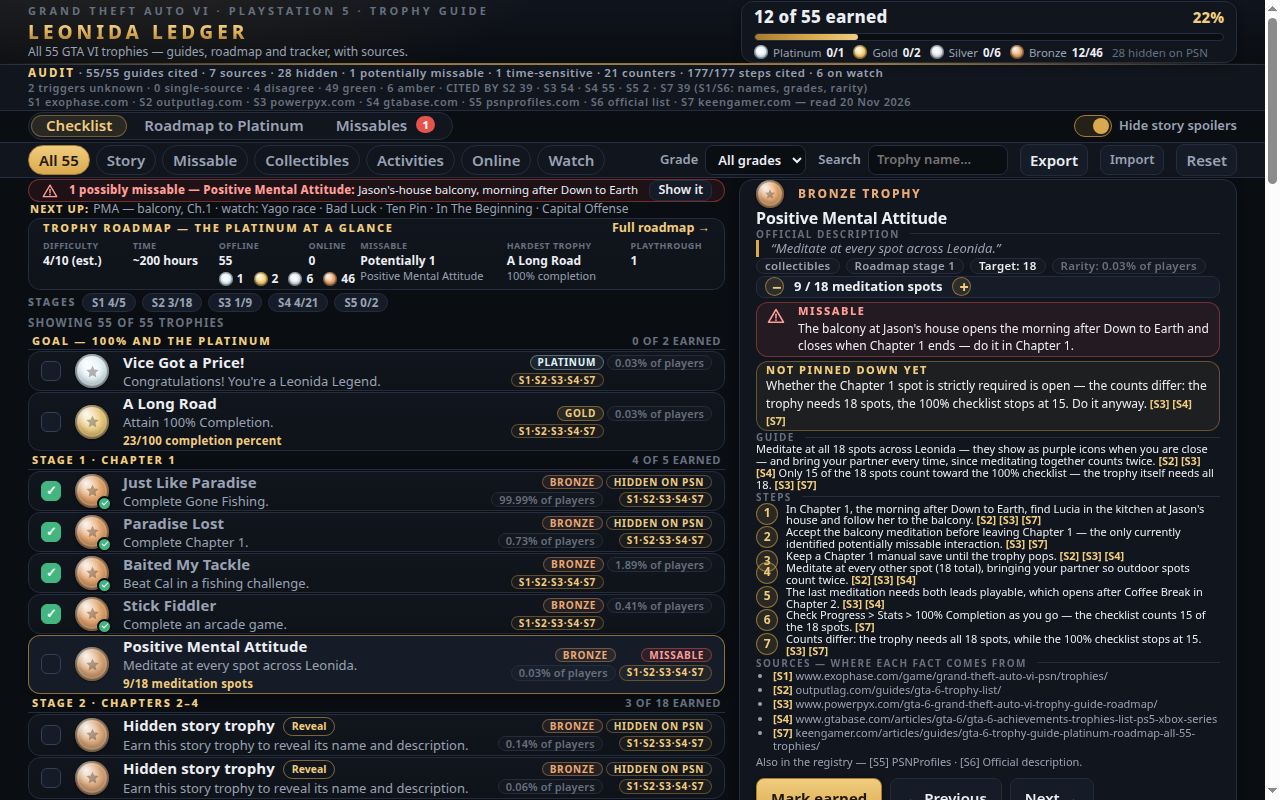 GRAND THEFT AUTO VI · PLAYSTATION 5 · TROPHY GUIDE
LEONIDA LEDGER
All 55 GTA VI trophies — guides, roadmap and tracker, with sources.
12 of 55 earned 22%
Platinum 0/1 Gold 0/2 Silver 0/6 Bronze 12/46 28 hidden on PSN
AUDIT · 55/55 guides cited · 7 sources · 28 hidden · 1 potentially missable · 1 time-sensitive · 21 counters · 177/177 steps cited · 6 on watch
2 triggers unknown · 0 single-source · 4 disagree · 49 green · 6 amber · CITED BY S2 39 · S3 54 · S4 55 · S5 2 · S7 39 (S1/S6: names, grades, rarity)
S1 exophase.com · S2 outputlag.com · S3 powerpyx.com · S4 gtabase.com · S5 psnprofiles.com · S6 official list · S7 keengamer.com — read 20 Nov 2026
Checklist Roadmap to Platinum Missables 1 Hide story spoilers
All 55 Story Missable Collectibles Activities Online Watch Grade All grades Search Trophy name... Export Import Reset
1 possibly missable — Positive Mental Attitude: Jason's-house balcony, morning after Down to Earth Show it
NEXT UP: PMA — balcony, Ch.1 · watch: Yago race · Bad Luck · Ten Pin · In The Beginning · Capital Offense
TROPHY ROADMAP — THE PLATINUM AT A GLANCE Full roadmap →
DIFFICULTY TIME OFFLINE ONLINE MISSABLE HARDEST TROPHY PLAYTHROUGH
4/10 (est.) ~200 hours 55 0 Potentially 1 A Long Road 1
1 2 6 46 Positive Mental Attitude 100% completion
STAGES S1 4/5 S2 3/18 S3 1/9 S4 4/21 S5 0/2
SHOWING 55 OF 55 TROPHIES
GOAL — 100% AND THE PLATINUM 0 OF 2 EARNED
Vice Got a Price! PLATINUM 0.03% of players
Congratulations! You're a Leonida Legend. S1·S2·S3·S4·S7
A Long Road GOLD 0.03% of players
Attain 100% Completion. S1·S2·S3·S4·S7
23/100 completion percent
STAGE 1 · CHAPTER 1 4 OF 5 EARNED
Just Like Paradise BRONZE HIDDEN ON PSN
Complete Gone Fishing. 99.99% of players S1·S2·S3·S4·S7
Paradise Lost BRONZE HIDDEN ON PSN
Complete Chapter 1. 0.73% of players S1·S2·S3·S4·S7
Baited My Tackle BRONZE 1.89% of players
Beat Cal in a fishing challenge. S1·S2·S3·S4·S7
Stick Fiddler BRONZE 0.41% of players
Complete an arcade game. S1·S2·S3·S4·S7
Positive Mental Attitude BRONZE MISSABLE
Meditate at every spot across Leonida. 0.03% of players S1·S2·S3·S4·S7
9/18 meditation spots
STAGE 2 · CHAPTERS 2–4 3 OF 18 EARNED
Hidden story trophy Reveal BRONZE HIDDEN ON PSN
Earn this story trophy to reveal its name and description. 0.14% of players S1·S2·S3·S4·S7
Hidden story trophy Reveal BRONZE HIDDEN ON PSN
Earn this story trophy to reveal its name and description. 0.06% of players S1·S2·S3·S4·S7
BRONZE TROPHY
Positive Mental Attitude
OFFICIAL DESCRIPTION
“Meditate at every spot across Leonida.”
collectibles Roadmap stage 1 Target: 18 Rarity: 0.03% of players
− 9 / 18 meditation spots +
MISSABLE
The balcony at Jason's house opens the morning after Down to Earth and
closes when Chapter 1 ends — do it in Chapter 1.
NOT PINNED DOWN YET
Whether the Chapter 1 spot is strictly required is open — the counts differ: the
trophy needs 18 spots, the 100% checklist stops at 15. Do it anyway. [S3] [S4]
[S7]
GUIDE
Meditate at all 18 spots across Leonida — they show as purple icons when you are close
— and bring your partner every time, since meditating together counts twice. [S2] [S3]
[S4] Only 15 of the 18 spots count toward the 100% checklist — the trophy itself needs all
18. [S3] [S7]
STEPS
1 In Chapter 1, the morning after Down to Earth, find Lucia in the kitchen at Jason's
house and follow her to the balcony. [S2] [S3] [S7]
2 Accept the balcony meditation before leaving Chapter 1 — the only currently
identified potentially missable interaction. [S3] [S7]
3 Keep a Chapter 1 manual save until the trophy pops. [S2] [S3] [S4]
4 Meditate at every other spot (18 total), bringing your partner so outdoor spots
count twice. [S2] [S3] [S4]
5 The last meditation needs both leads playable, which opens after Coffee Break in
Chapter 2. [S3] [S4]
6 Check Progress > Stats > 100% Completion as you go — the checklist counts 15 of
the 18 spots. [S7]
7 Counts differ: the trophy needs all 18 spots, while the 100% checklist stops at 15.
[S3] [S7]
SOURCES — WHERE EACH FACT COMES FROM
• [S1] www.exophase.com/game/grand-theft-auto-vi-psn/trophies/
• [S2] outputlag.com/guides/gta-6-trophy-list/
• [S3] www.powerpyx.com/gta-6-grand-theft-auto-vi-trophy-guide-roadmap/
• [S4] www.gtabase.com/articles/gta-6/gta-6-achievements-trophies-list-ps5-xbox-series
• [S7] keengamer.com/articles/guides/gta-6-trophy-guide-platinum-roadmap-all-55-
trophies/
Also in the registry — [S5] PSNProfiles · [S6] Official description.
Mark earned ← Previous Next →